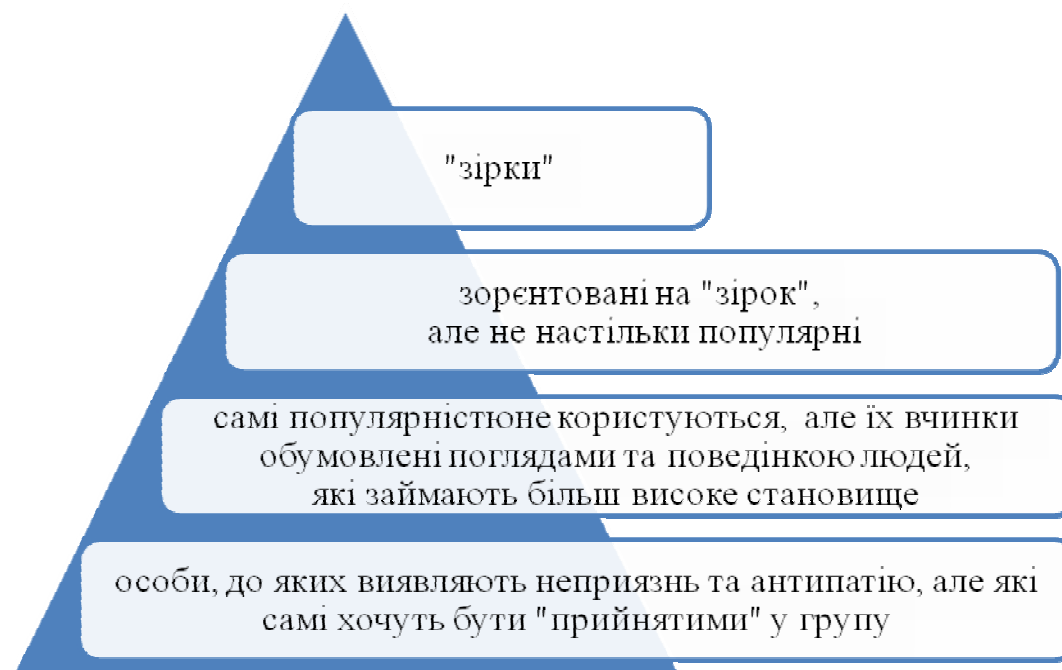 "зірки"
зорєнтовані на "зірок",
але не настільки популярні
самі популярністюне користуються, але їх вчинки
обумовлені поглядами та поведінкою людей,
які займають більш високе становище
особи, до яких виявляють неприязнь та антипатію, але які
самі хочуть бути "прийнятими" у групу